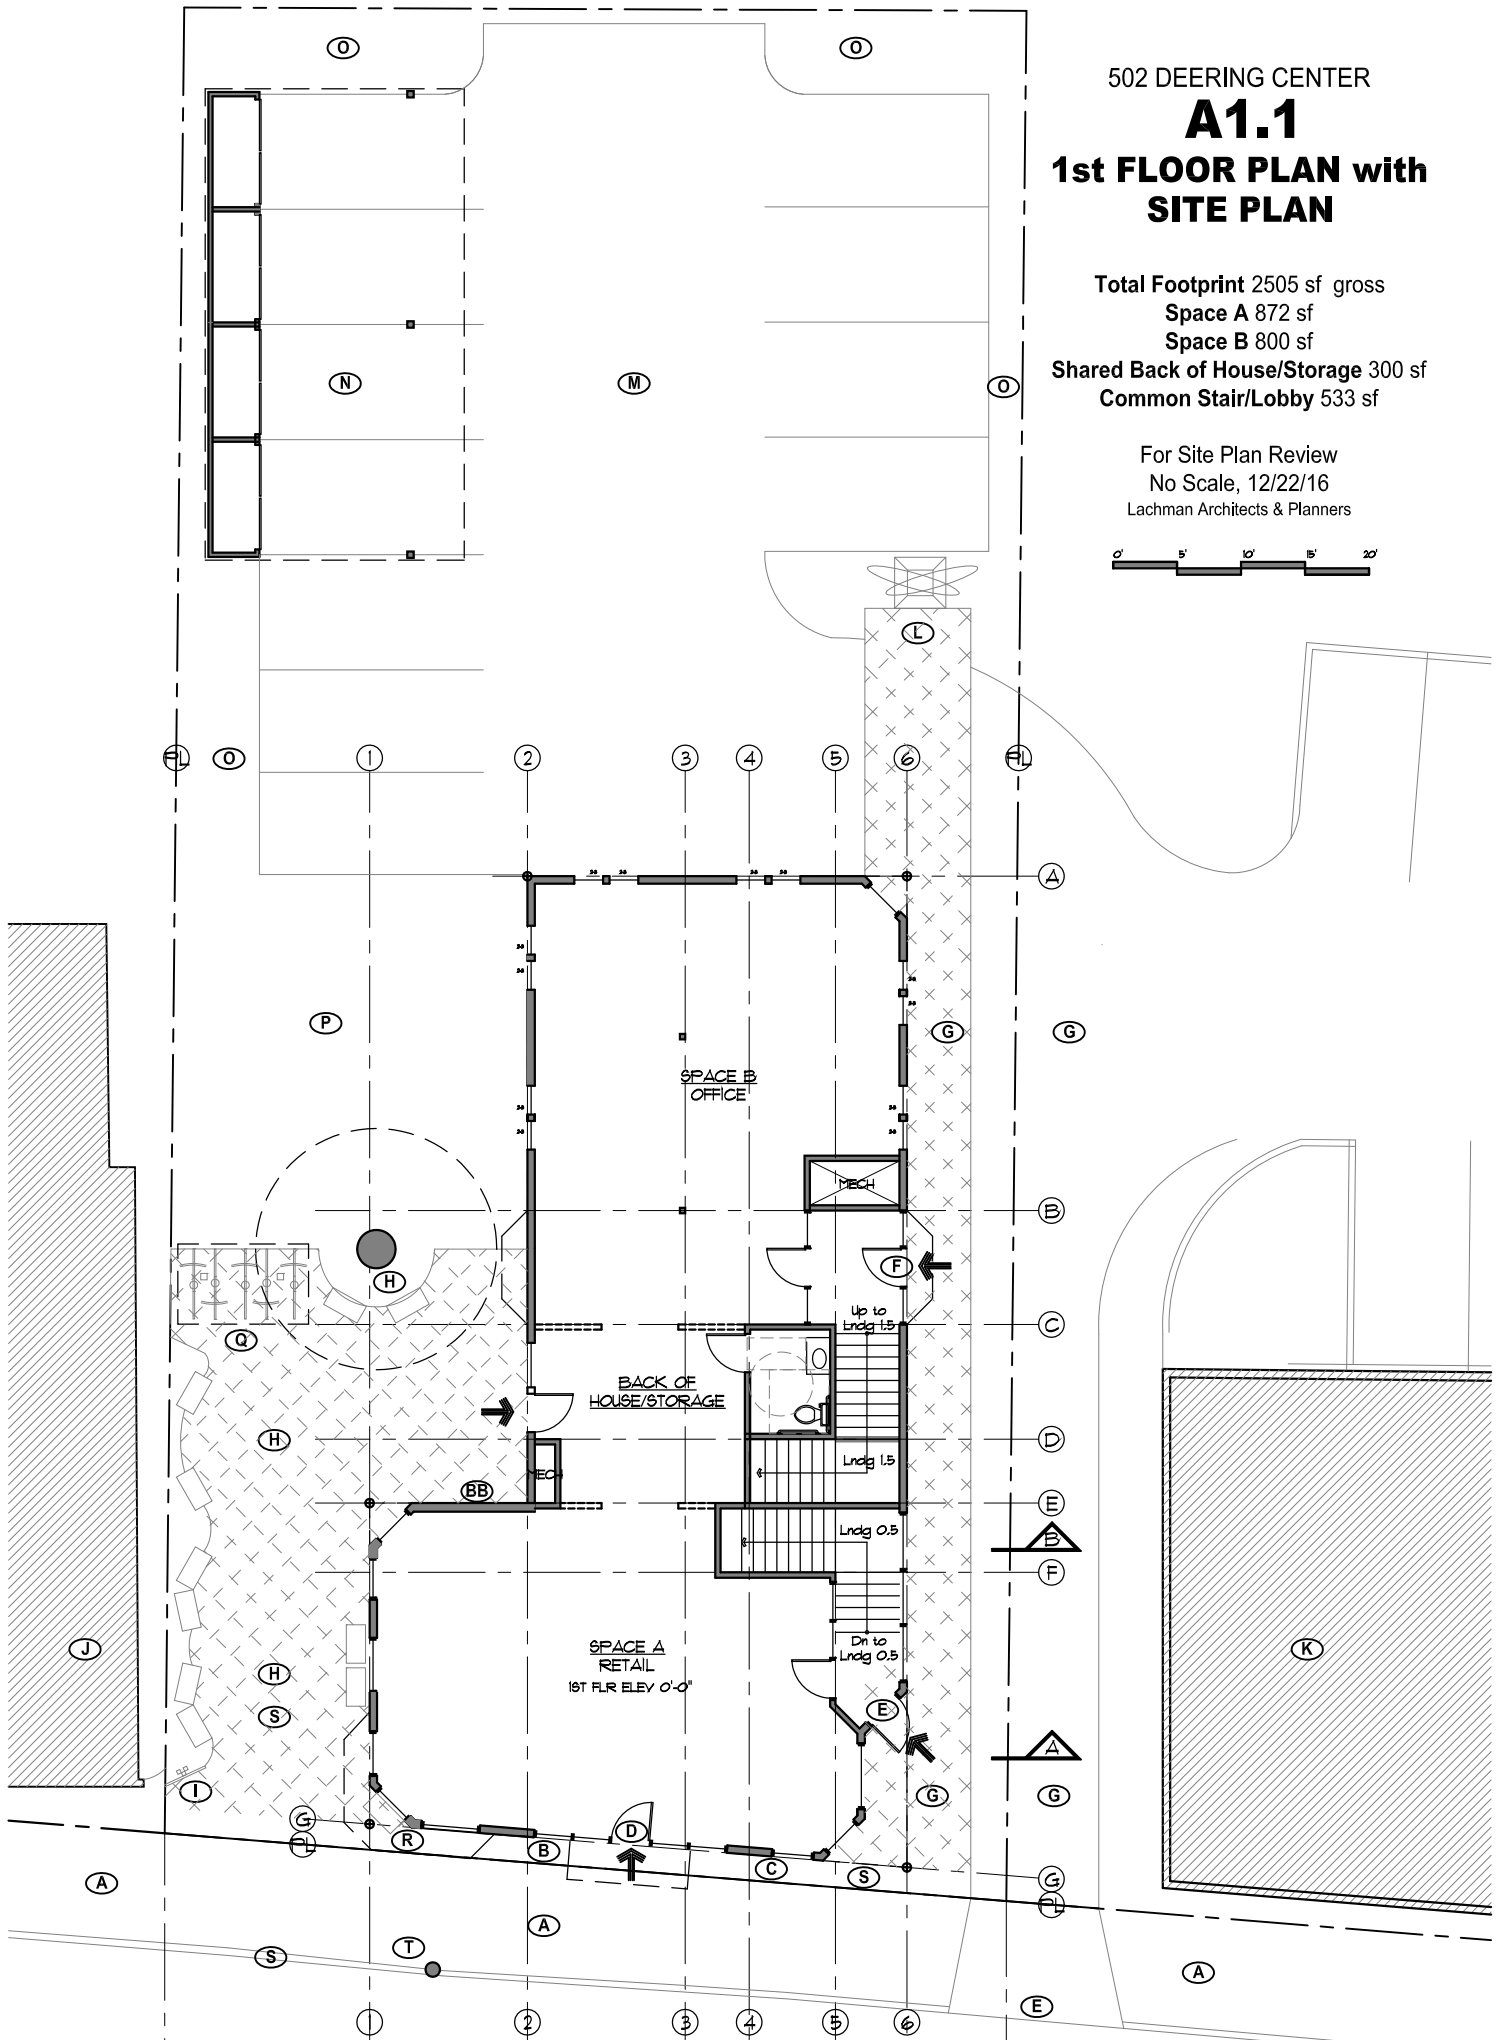 O
O
502 DEERING CENTER
A1.1
1st FLOOR PLAN with
SITE PLAN
Total Footprint 2505 sf gross
Space A 872 sf
Space B 800 sf
Shared Back of House/Storage 300 sf
Common Stair/Lobby 533 sf
For Site Plan Review
No Scale, 12/22/16
Lachman Architects & Planners
0' 5' 10' 15' 20'
N
M
O
L
PL
O
1
2
3
4
5
6
PL
A
P
G
G
SPACE B
OFFICE
MECH
B
H
F
Up to
Lndg 1.5
C
Q
BACK OF
HOUSE/STORAGE
H
D
Lndg 1.5
BB
E
Lndg 0.5
B
F
J
SPACE A
RETAIL
1ST FLR ELEV 0'-0"
Dn to
Lndg 0.5
K
H
S
E
A
I
G
G
G
PL
R
B
D
C
S
G
PL
A
A
S
T
A
E
1
2
3
4
5
6